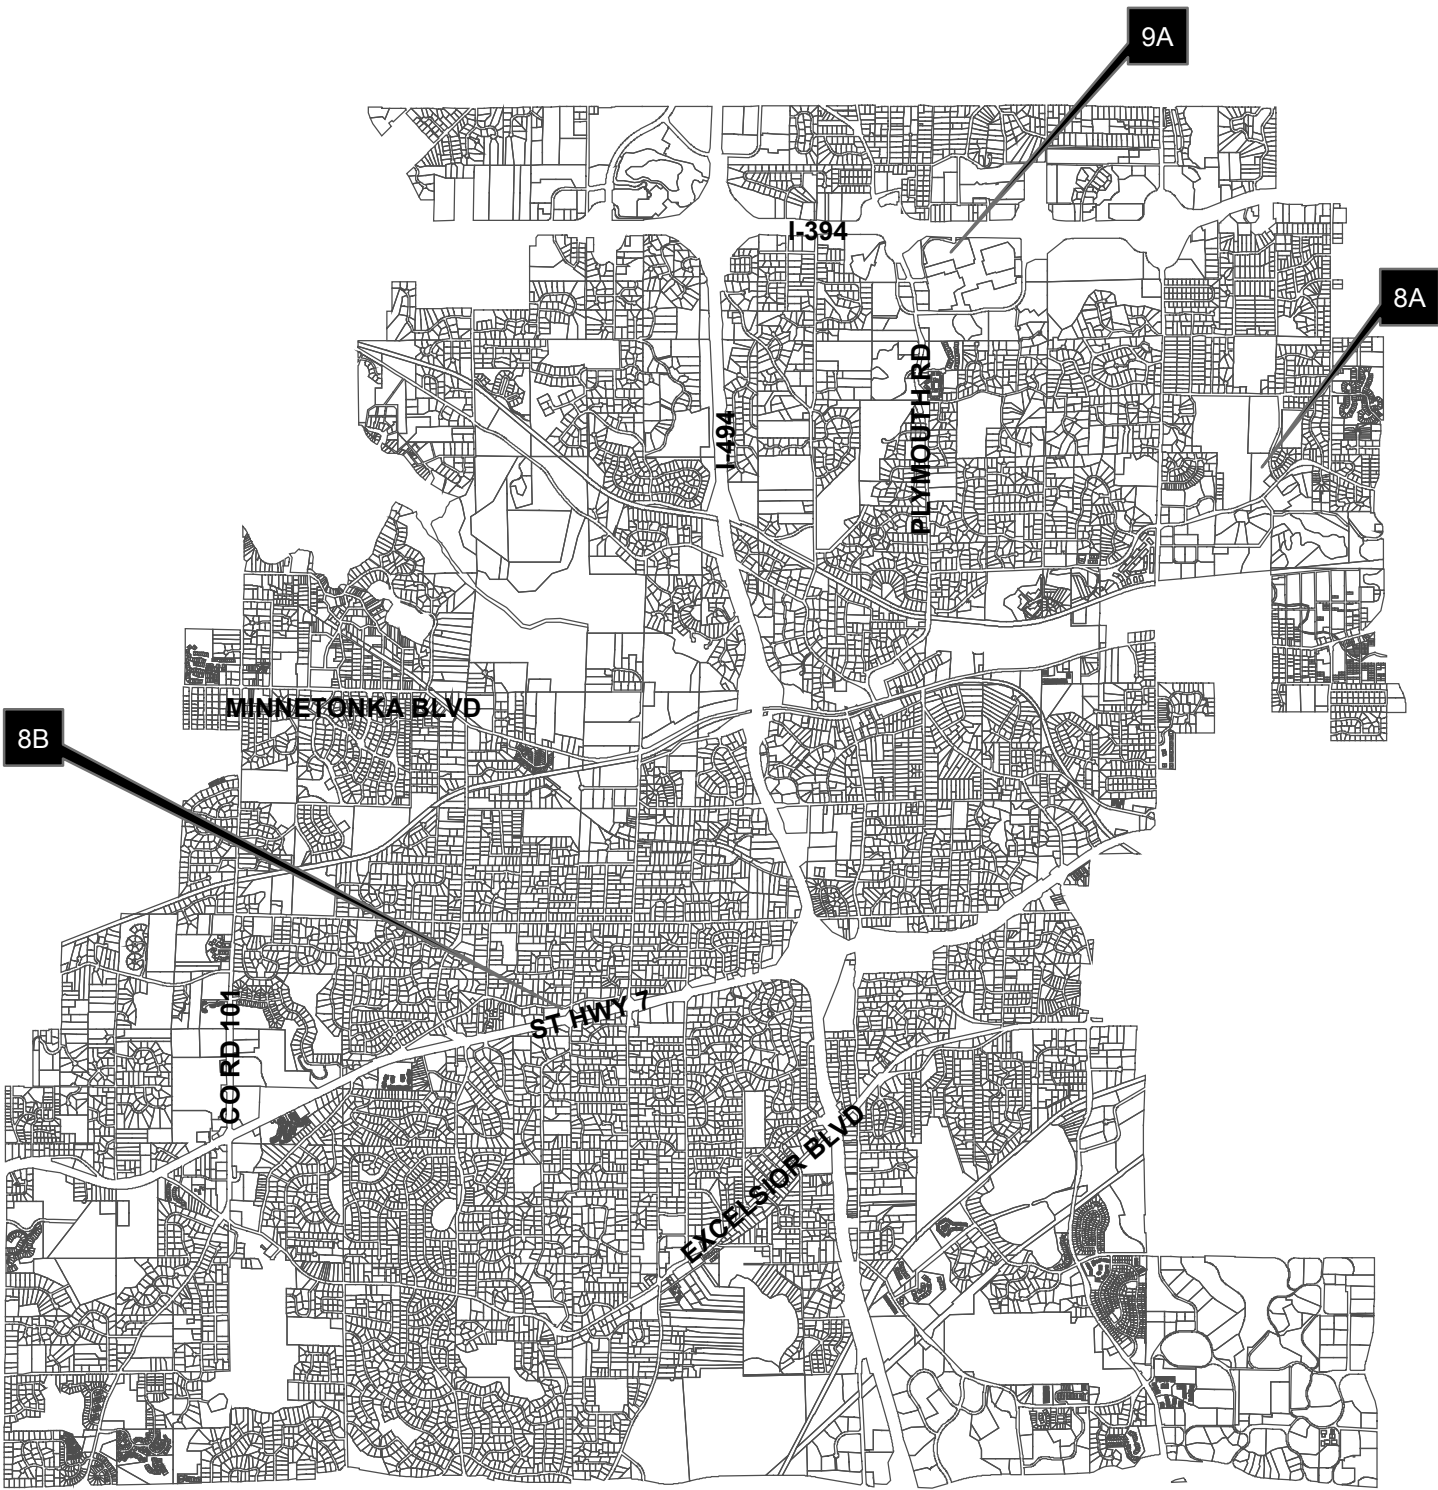 9A
I-394
8A
PLYMOUTH RD
I-494
MINNETONKA BLVD
8B
CO RD 101
ST HWY 7
EXCELSIOR BLVD